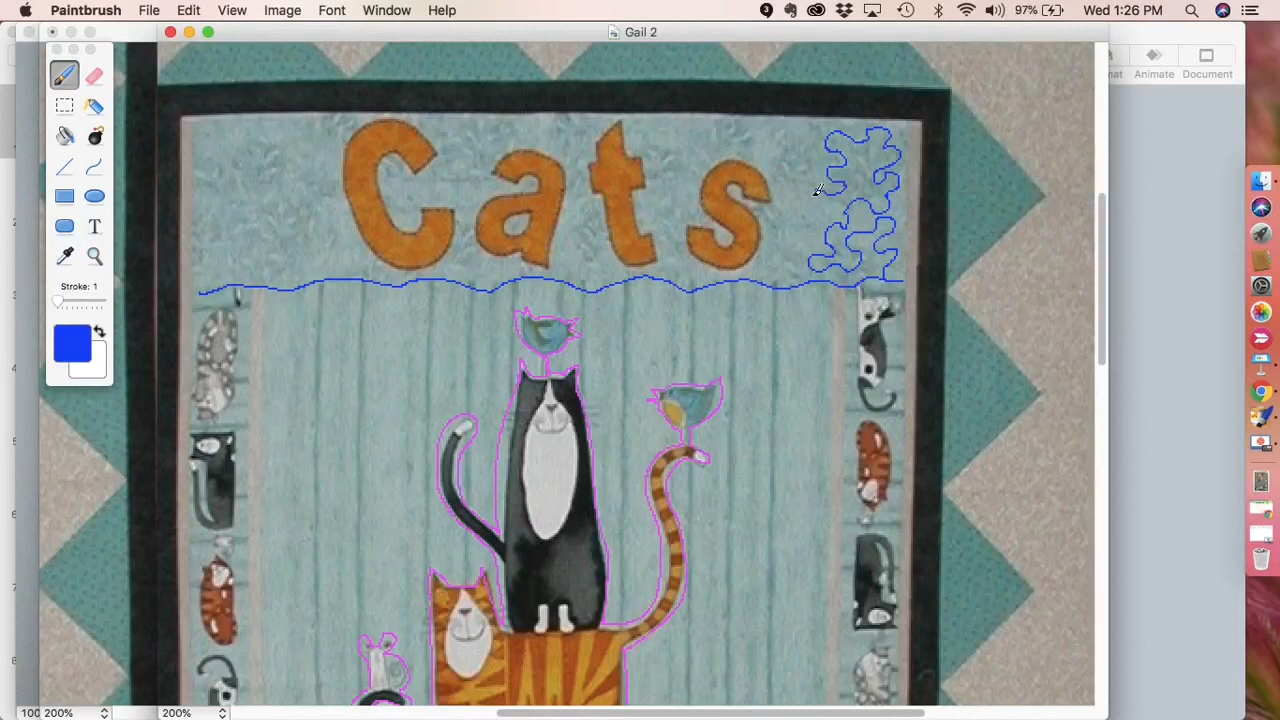 Paintbrush File Edit View Image Font Window Help 3 97% Wed 1:26 PM
Gail 2
Animate Document
Cats
T
Stroke: 1
200% 200%